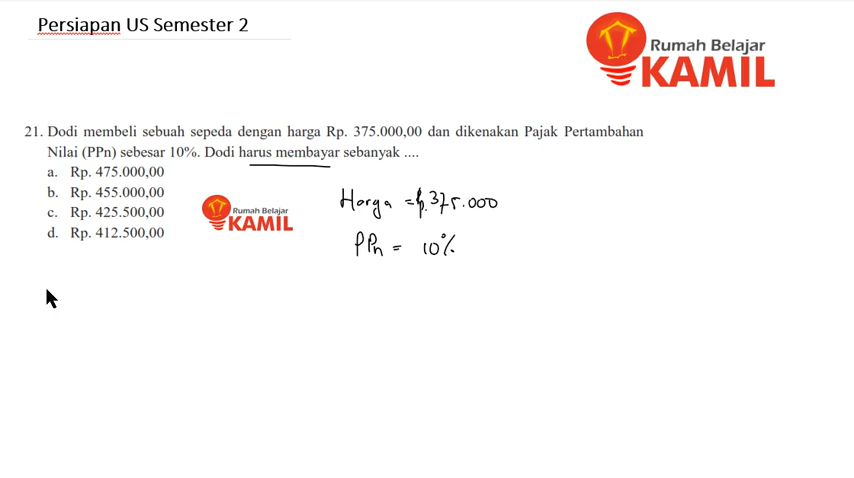 Persiapan US Semester 2
Rumah Belajar
KAMIL
21. Dodi membeli sebuah sepeda dengan harga Rp. 375.000,00 dan dikenakan Pajak Pertambahan
Nilai (PPn) sebesar 10%. Dodi harus membayar sebanyak ....
a. Rp. 475.000,00
b. Rp. 455.000,00
c. Rp. 425.500,00
d. Rp. 412.500,00
Rumah Belajar
KAMIL
Harga = Rp. 375.000
PPn = 10%